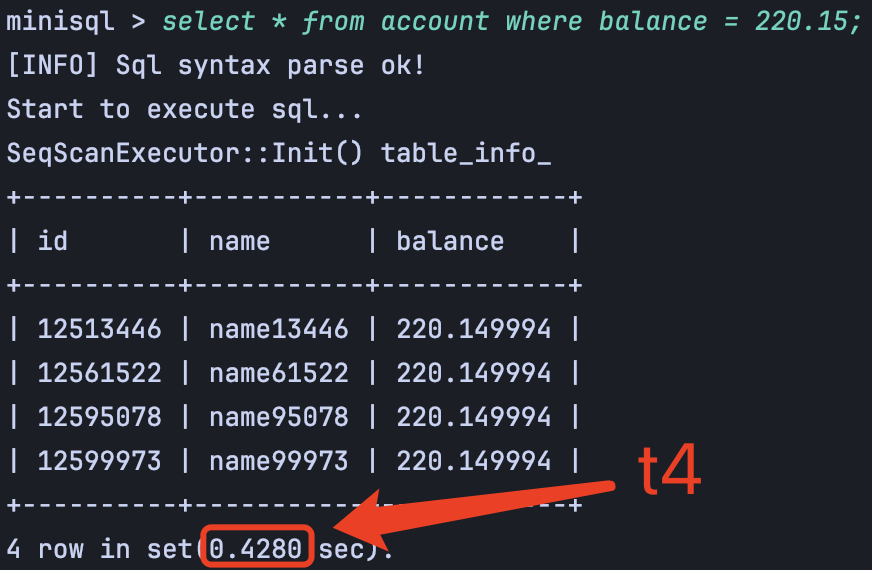 minisql > select * from account where balance = 220.15;
[INFO] Sql syntax parse ok!
Start to execute sql...
SeqScanExecutor::Init() table_info_
+----------+-----------+------------+
| id       | name      | balance    |
+----------+-----------+------------+
| 12513446 | name13446 | 220.149994 |
| 12561522 | name61522 | 220.149994 |
| 12595078 | name95078 | 220.149994 |
| 12599973 | name99973 | 220.149994 |
+----------+-----------+------------+
t4
4 row in set(0.4280 sec).